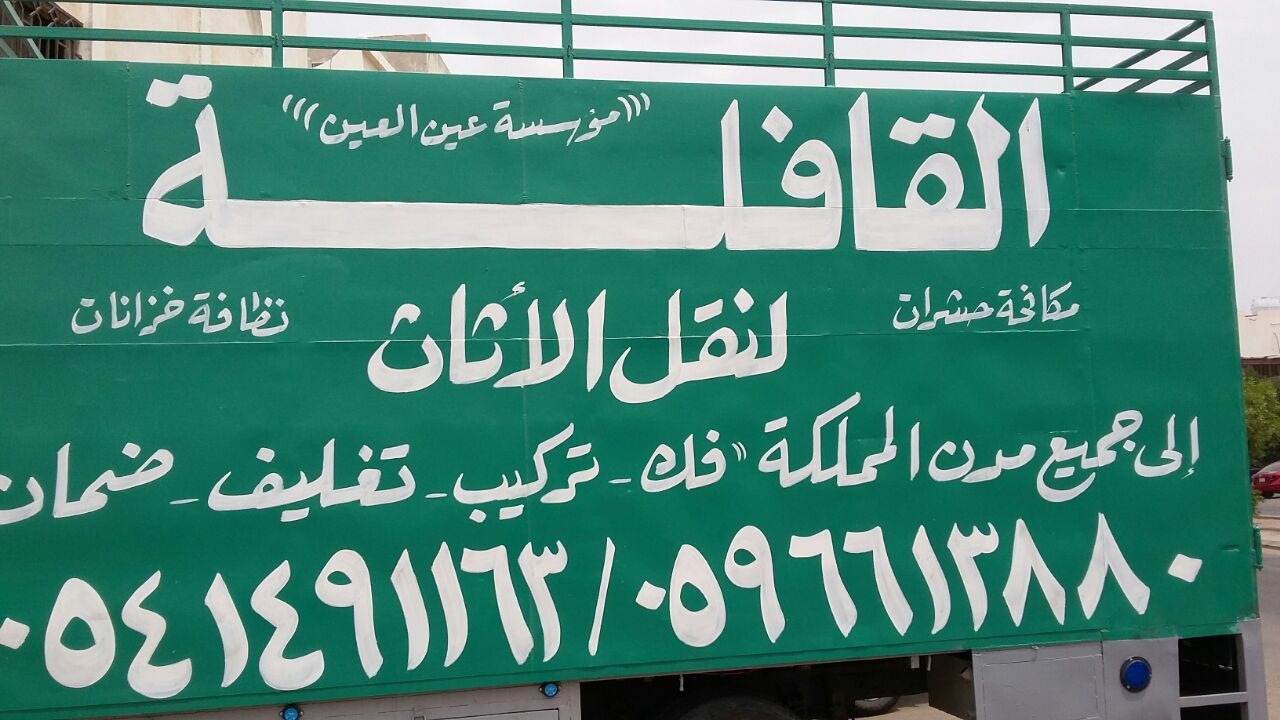 (((مؤسسة عين العين)))
القافلة
مكافحة حشرات
لنقل الأثاث
نظافة خزانات
إلى جميع مدن المملكة "فك - تركيب - تغليف - ضمان
٠٥٤١٤٩١١٦٣ / ٠٥٩٦٦١٣٨٨٠